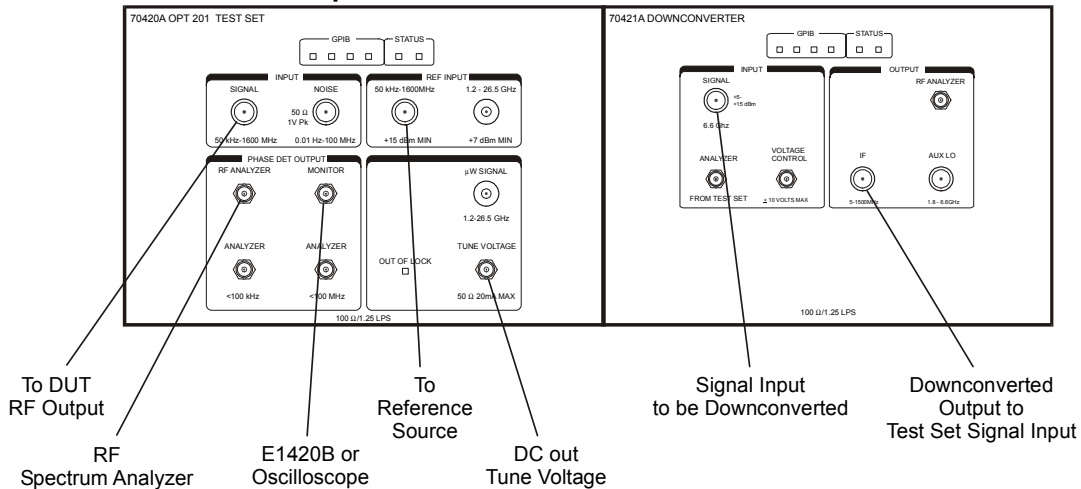 70420A OPT 201 TEST SET
GPIB
STATUS
INPUT
SIGNAL
NOISE
50 Ω
1V Pk
50 kHz-1600 MHz
0.01 Hz-100 MHz
REF INPUT
50 kHz-1600MHz
1.2 - 26.5 GHz
+15 dBm MIN
+7 dBm MIN
PHASE DET OUTPUT
RF ANALYZER
MONITOR
ANALYZER
ANALYZER
<100 kHz
<100 MHz
µW SIGNAL
1.2-26.5 GHz
OUT OF LOCK
TUNE VOLTAGE
50 Ω 20mA MAX
100 Ω/1.25 LPS
70421A DOWNCONVERTER
GPIB
STATUS
INPUT
SIGNAL
+5-
+15 dBm
6.6 Ghz
ANALYZER
VOLTAGE
CONTROL
FROM TEST SET
± 10 VOLTS MAX
OUTPUT
RF ANALYZER
IF
AUX LO
5-1500MHz
1.8 - 6.6GHz
100 Ω/1.25 LPS
To DUT
RF Output
RF
Spectrum Analyzer
E1420B or
Oscilloscope
To
Reference
Source
DC out
Tune Voltage
Signal Input
to be Downconverted
Downconverted
Output to
Test Set Signal Input